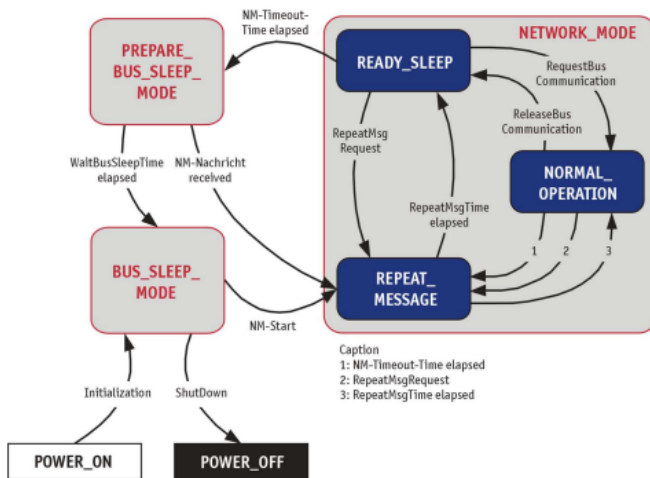 NM-Timeout-
Time elapsed
NETWORK_MODE
PREPARE_
BUS_SLEEP_
MODE
READY_SLEEP
RequestBus
Communication
ReleaseBus
Communication
RepeatMsg
Request
WaitBusSleepTime
elapsed
NM-Nachricht
received
NORMAL_
OPERATION
RepeatMsgTime
elapsed
1
2
3
BUS_SLEEP_
MODE
REPEAT_
MESSAGE
NM-Start
Caption
1: NM-Timeout-Time elapsed
2: RepeatMsgRequest
3: RepeatMsgTime elapsed
Initialization
ShutDown
POWER_ON
POWER_OFF